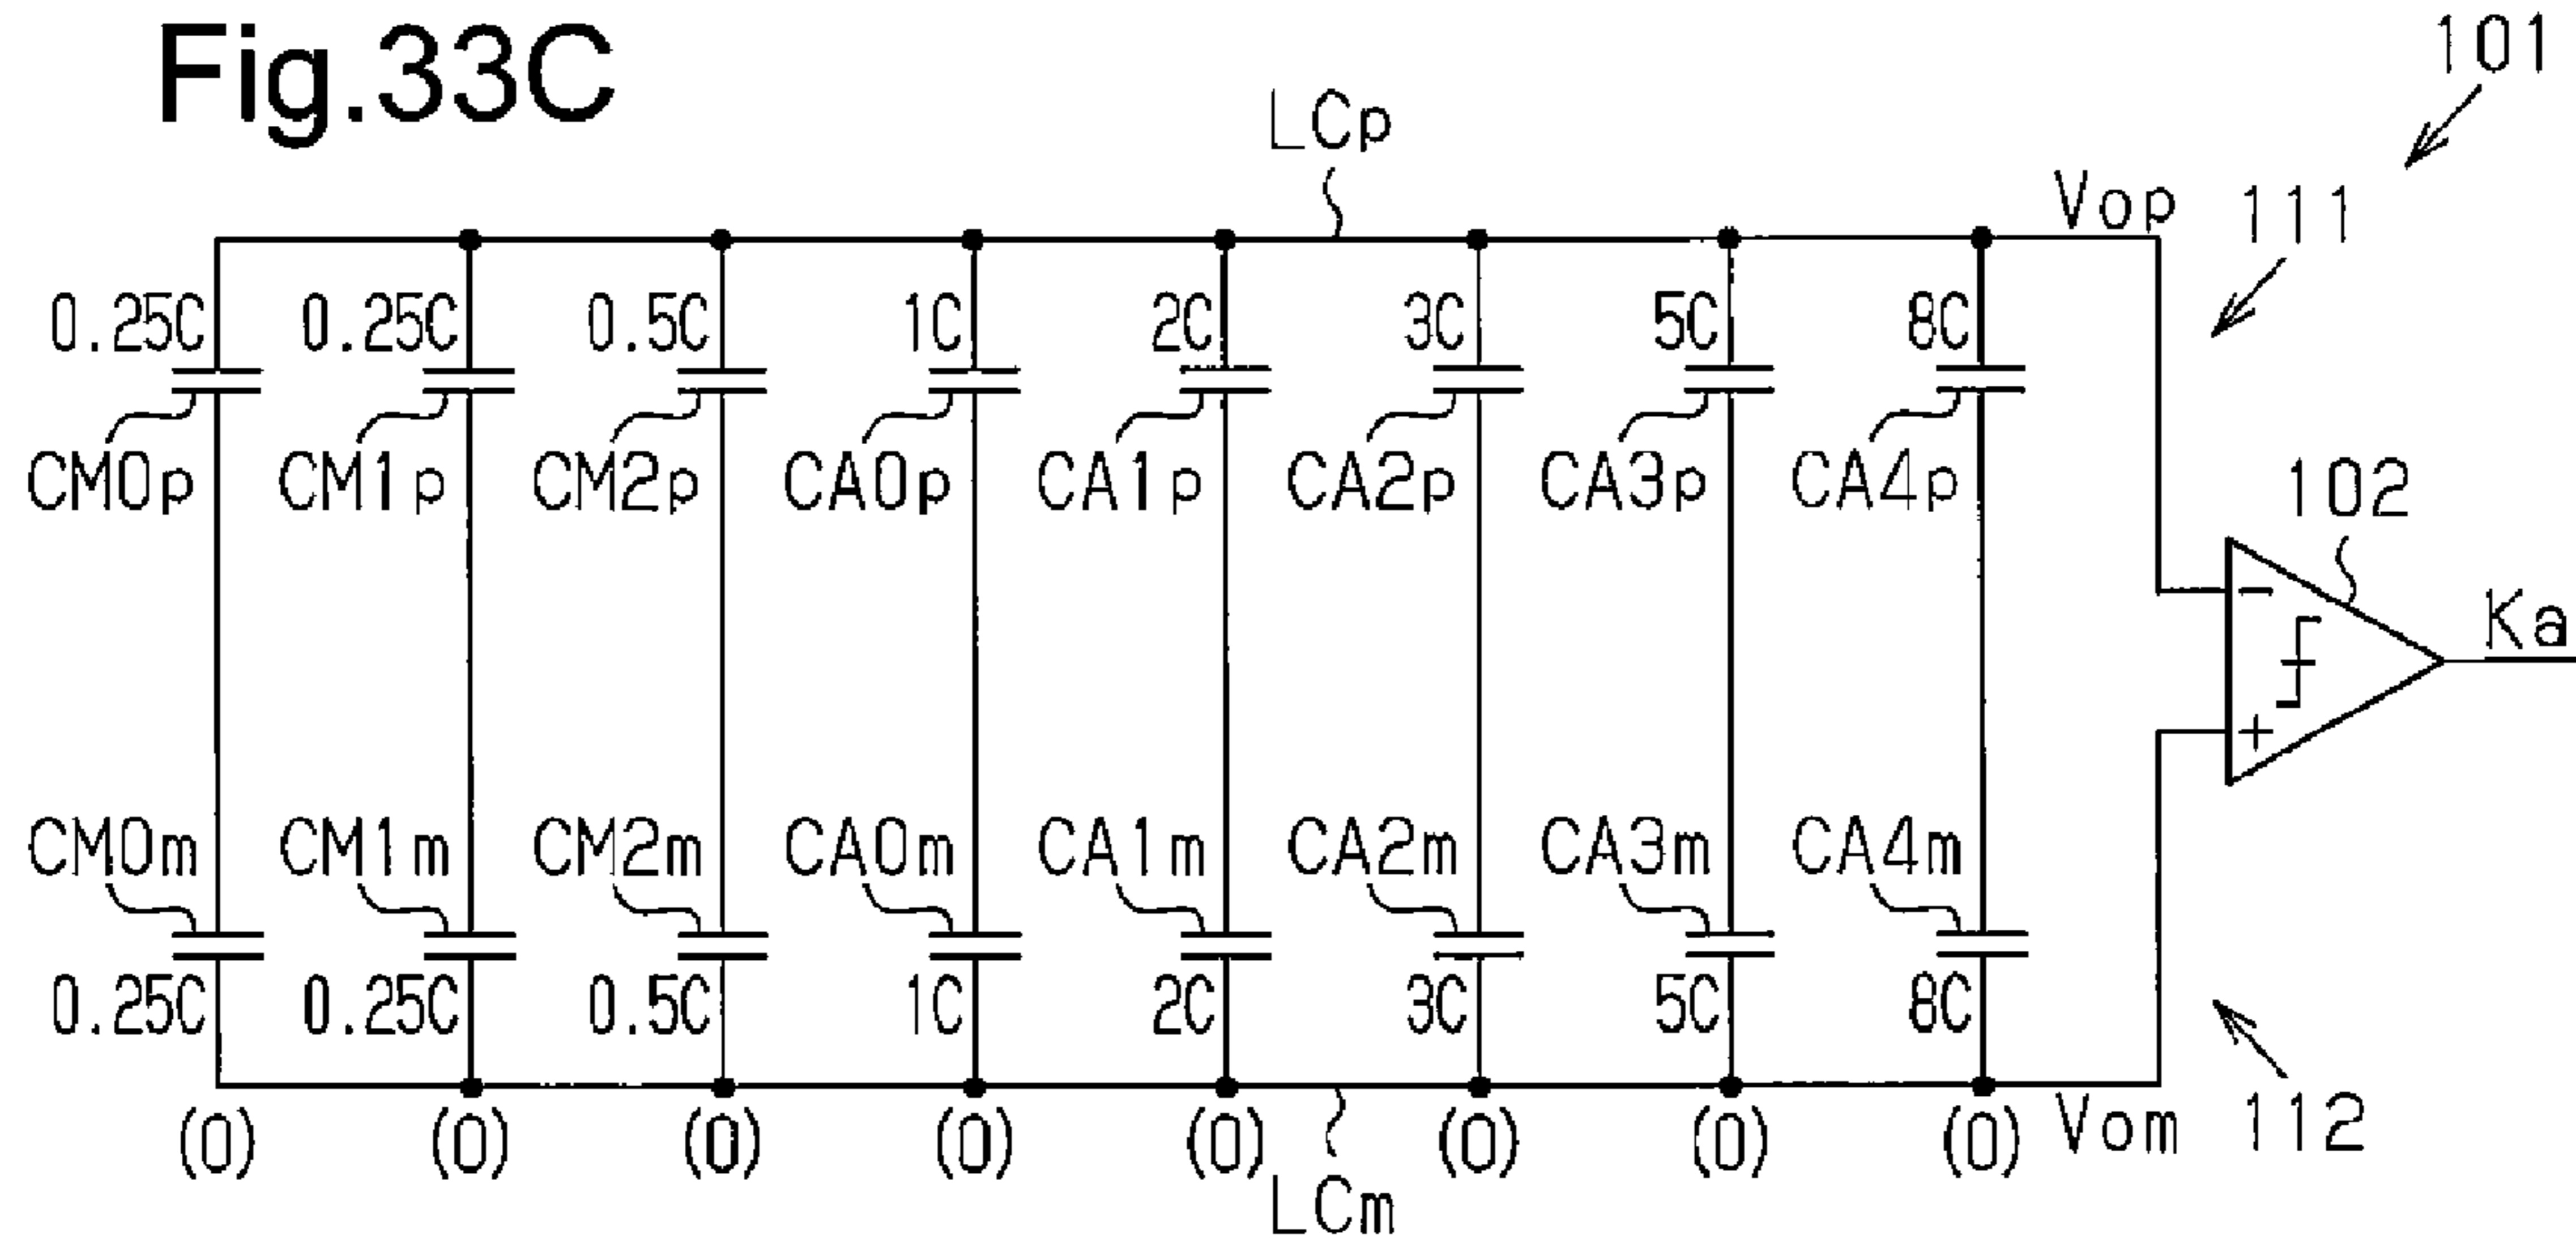 Fig.33C
101
LCp
Vop
111
0.25C 0.25C 0.5C 1C 2C 3C 5C 8C
CM0p CM1p CM2p CA0p CA1p CA2p CA3p CA4p
102
−
Ka
+
CM0m CM1m CM2m CA0m CA1m CA2m CA3m CA4m
0.25C 0.25C 0.5C 1C 2C 3C 5C 8C
(0) (0) (0) (0) (0) (0) (0) (0)
Vom
112
LCm